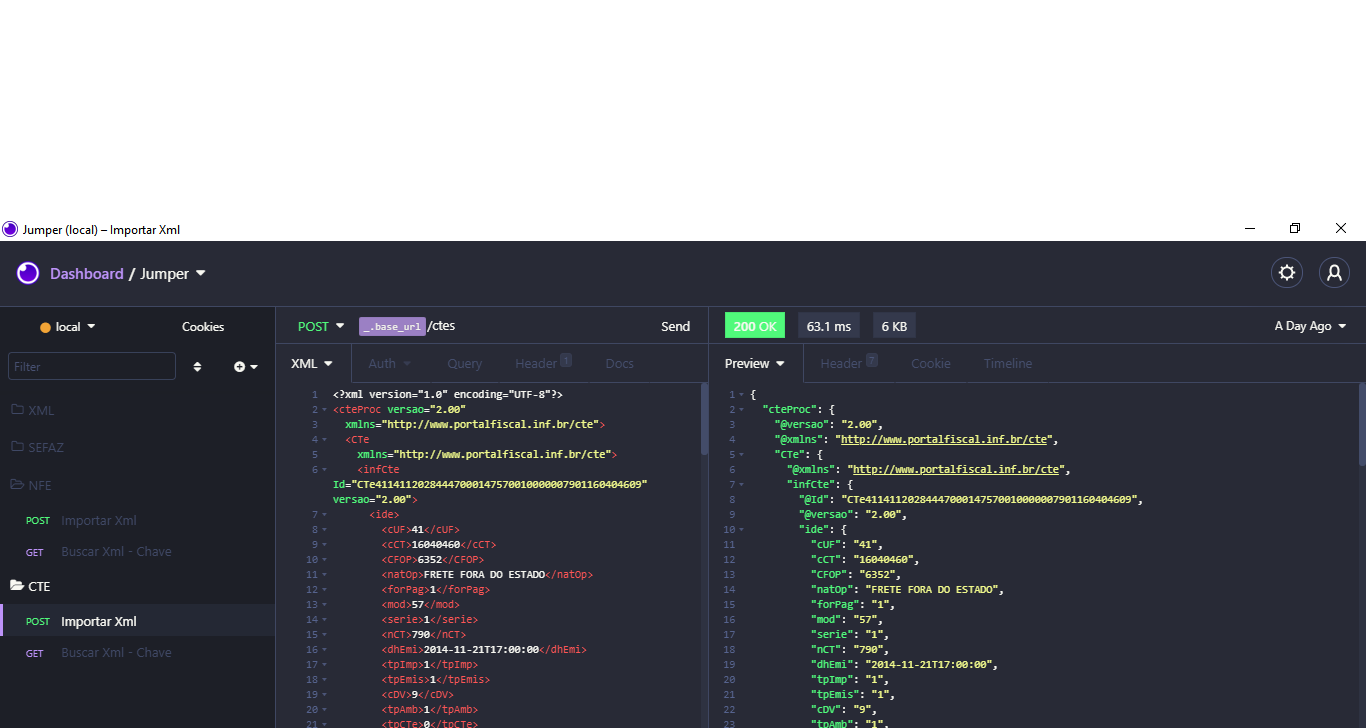 Jumper (local) – Importar Xml
Dashboard / Jumper
local
Cookies
Filter
XML
SEFAZ
NFE
POST Importar Xml
GET Buscar Xml - Chave
CTE
POST Importar Xml
GET Buscar Xml - Chave
POST _.base_url /ctes Send
XML Auth Query Header 1 Docs
1 <?xml version="1.0" encoding="UTF-8"?>
2 <cteProc versao="2.00"
3 xmlns="http://www.portalfiscal.inf.br/cte">
4 <CTe
5 xmlns="http://www.portalfiscal.inf.br/cte">
6 <infCte
Id="CTe41141120284447000147570010000007901160404609"
versao="2.00">
7 <ide>
8 <cUF>41</cUF>
9 <cCT>16040460</cCT>
10 <CFOP>6352</CFOP>
11 <natOp>FRETE FORA DO ESTADO</natOp>
12 <forPag>1</forPag>
13 <mod>57</mod>
14 <serie>1</serie>
15 <nCT>790</nCT>
16 <dhEmi>2014-11-21T17:00:00</dhEmi>
17 <tpImp>1</tpImp>
18 <tpEmis>1</tpEmis>
19 <cDV>9</cDV>
20 <tpAmb>1</tpAmb>
21 <tpCTe>0</tpCTe>
200 OK 63.1 ms 6 KB A Day Ago
Preview Header 7 Cookie Timeline
1 {
2 "cteProc": {
3 "@versao": "2.00",
4 "@xmlns": "http://www.portalfiscal.inf.br/cte",
5 "CTe": {
6 "@xmlns": "http://www.portalfiscal.inf.br/cte",
7 "infCte": {
8 "@Id": "CTe41141120284447000147570010000007901160404609",
9 "@versao": "2.00",
10 "ide": {
11 "cUF": "41",
12 "cCT": "16040460",
13 "CFOP": "6352",
14 "natOp": "FRETE FORA DO ESTADO",
15 "forPag": "1",
16 "mod": "57",
17 "serie": "1",
18 "nCT": "790",
19 "dhEmi": "2014-11-21T17:00:00",
20 "tpImp": "1",
21 "tpEmis": "1",
22 "cDV": "9",
23 "tpAmb": "1",